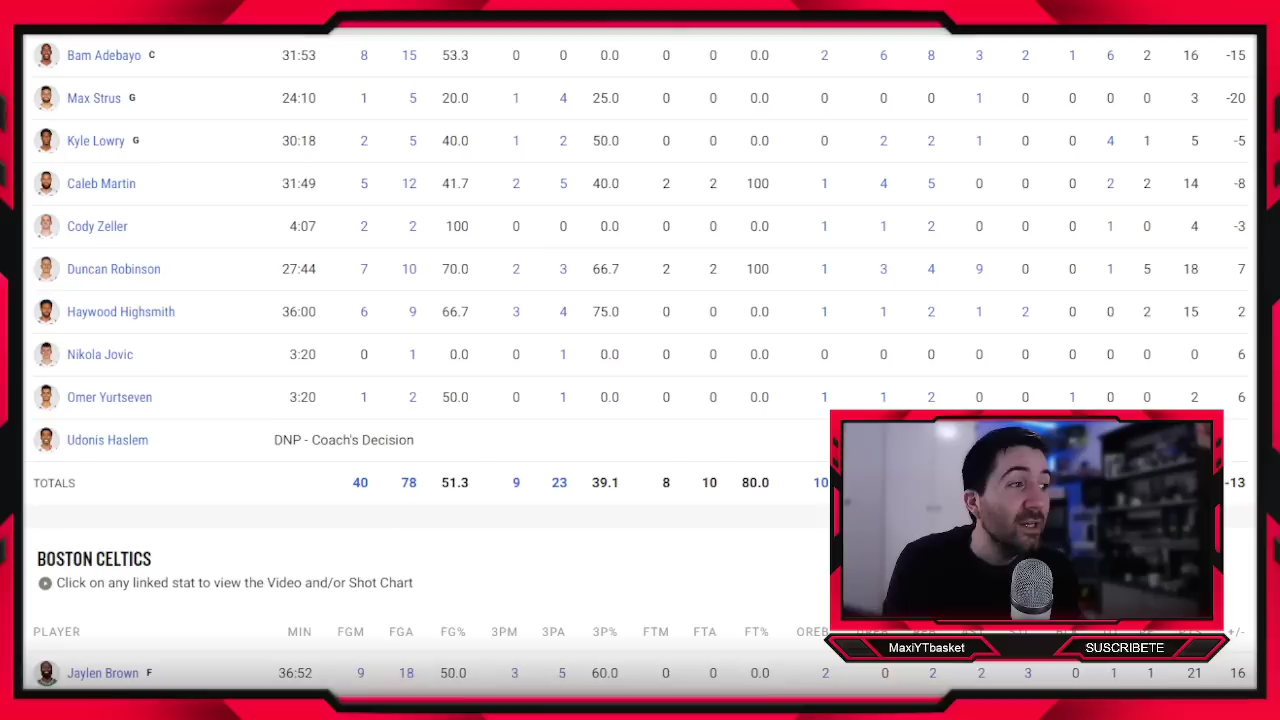 Bam Adebayo C 31:53 8 15 53.3 0 0 0.0 0 0 0.0 2 6 8 3 2 1 6 2 16 -15
Max Strus G 24:10 1 5 20.0 1 4 25.0 0 0 0.0 0 0 0 1 0 0 0 0 3 -20
Kyle Lowry G 30:18 2 5 40.0 1 2 50.0 0 0 0.0 0 2 2 1 0 0 4 1 5 -5
Caleb Martin 31:49 5 12 41.7 2 5 40.0 2 2 100 1 4 5 0 0 0 2 2 14 -8
Cody Zeller 4:07 2 2 100 0 0 0.0 0 0 0.0 1 1 2 0 0 0 1 0 4 -3
Duncan Robinson 27:44 7 10 70.0 2 3 66.7 2 2 100 1 3 4 9 0 0 1 5 18 7
Haywood Highsmith 36:00 6 9 66.7 3 4 75.0 0 0 0.0 1 1 2 1 2 0 0 2 15 2
Nikola Jovic 3:20 0 1 0.0 0 1 0.0 0 0 0.0 0 0 0 0 0 0 0 0 0 6
Omer Yurtseven 3:20 1 2 50.0 0 1 0.0 0 0 0.0 1 1 2 0 0 1 0 0 2 6
Udonis Haslem DNP - Coach's Decision
TOTALS 40 78 51.3 9 23 39.1 8 10 80.0 10 -13
BOSTON CELTICS
Click on any linked stat to view the Video and/or Shot Chart
PLAYER MIN FGM FGA FG% 3PM 3PA 3P% FTM FTA FT% OREB +/-
MaxiYTbasket SUSCRIBETE
Jaylen Brown F 36:52 9 18 50.0 3 5 60.0 0 0 0.0 2 0 2 2 3 0 1 1 21 16